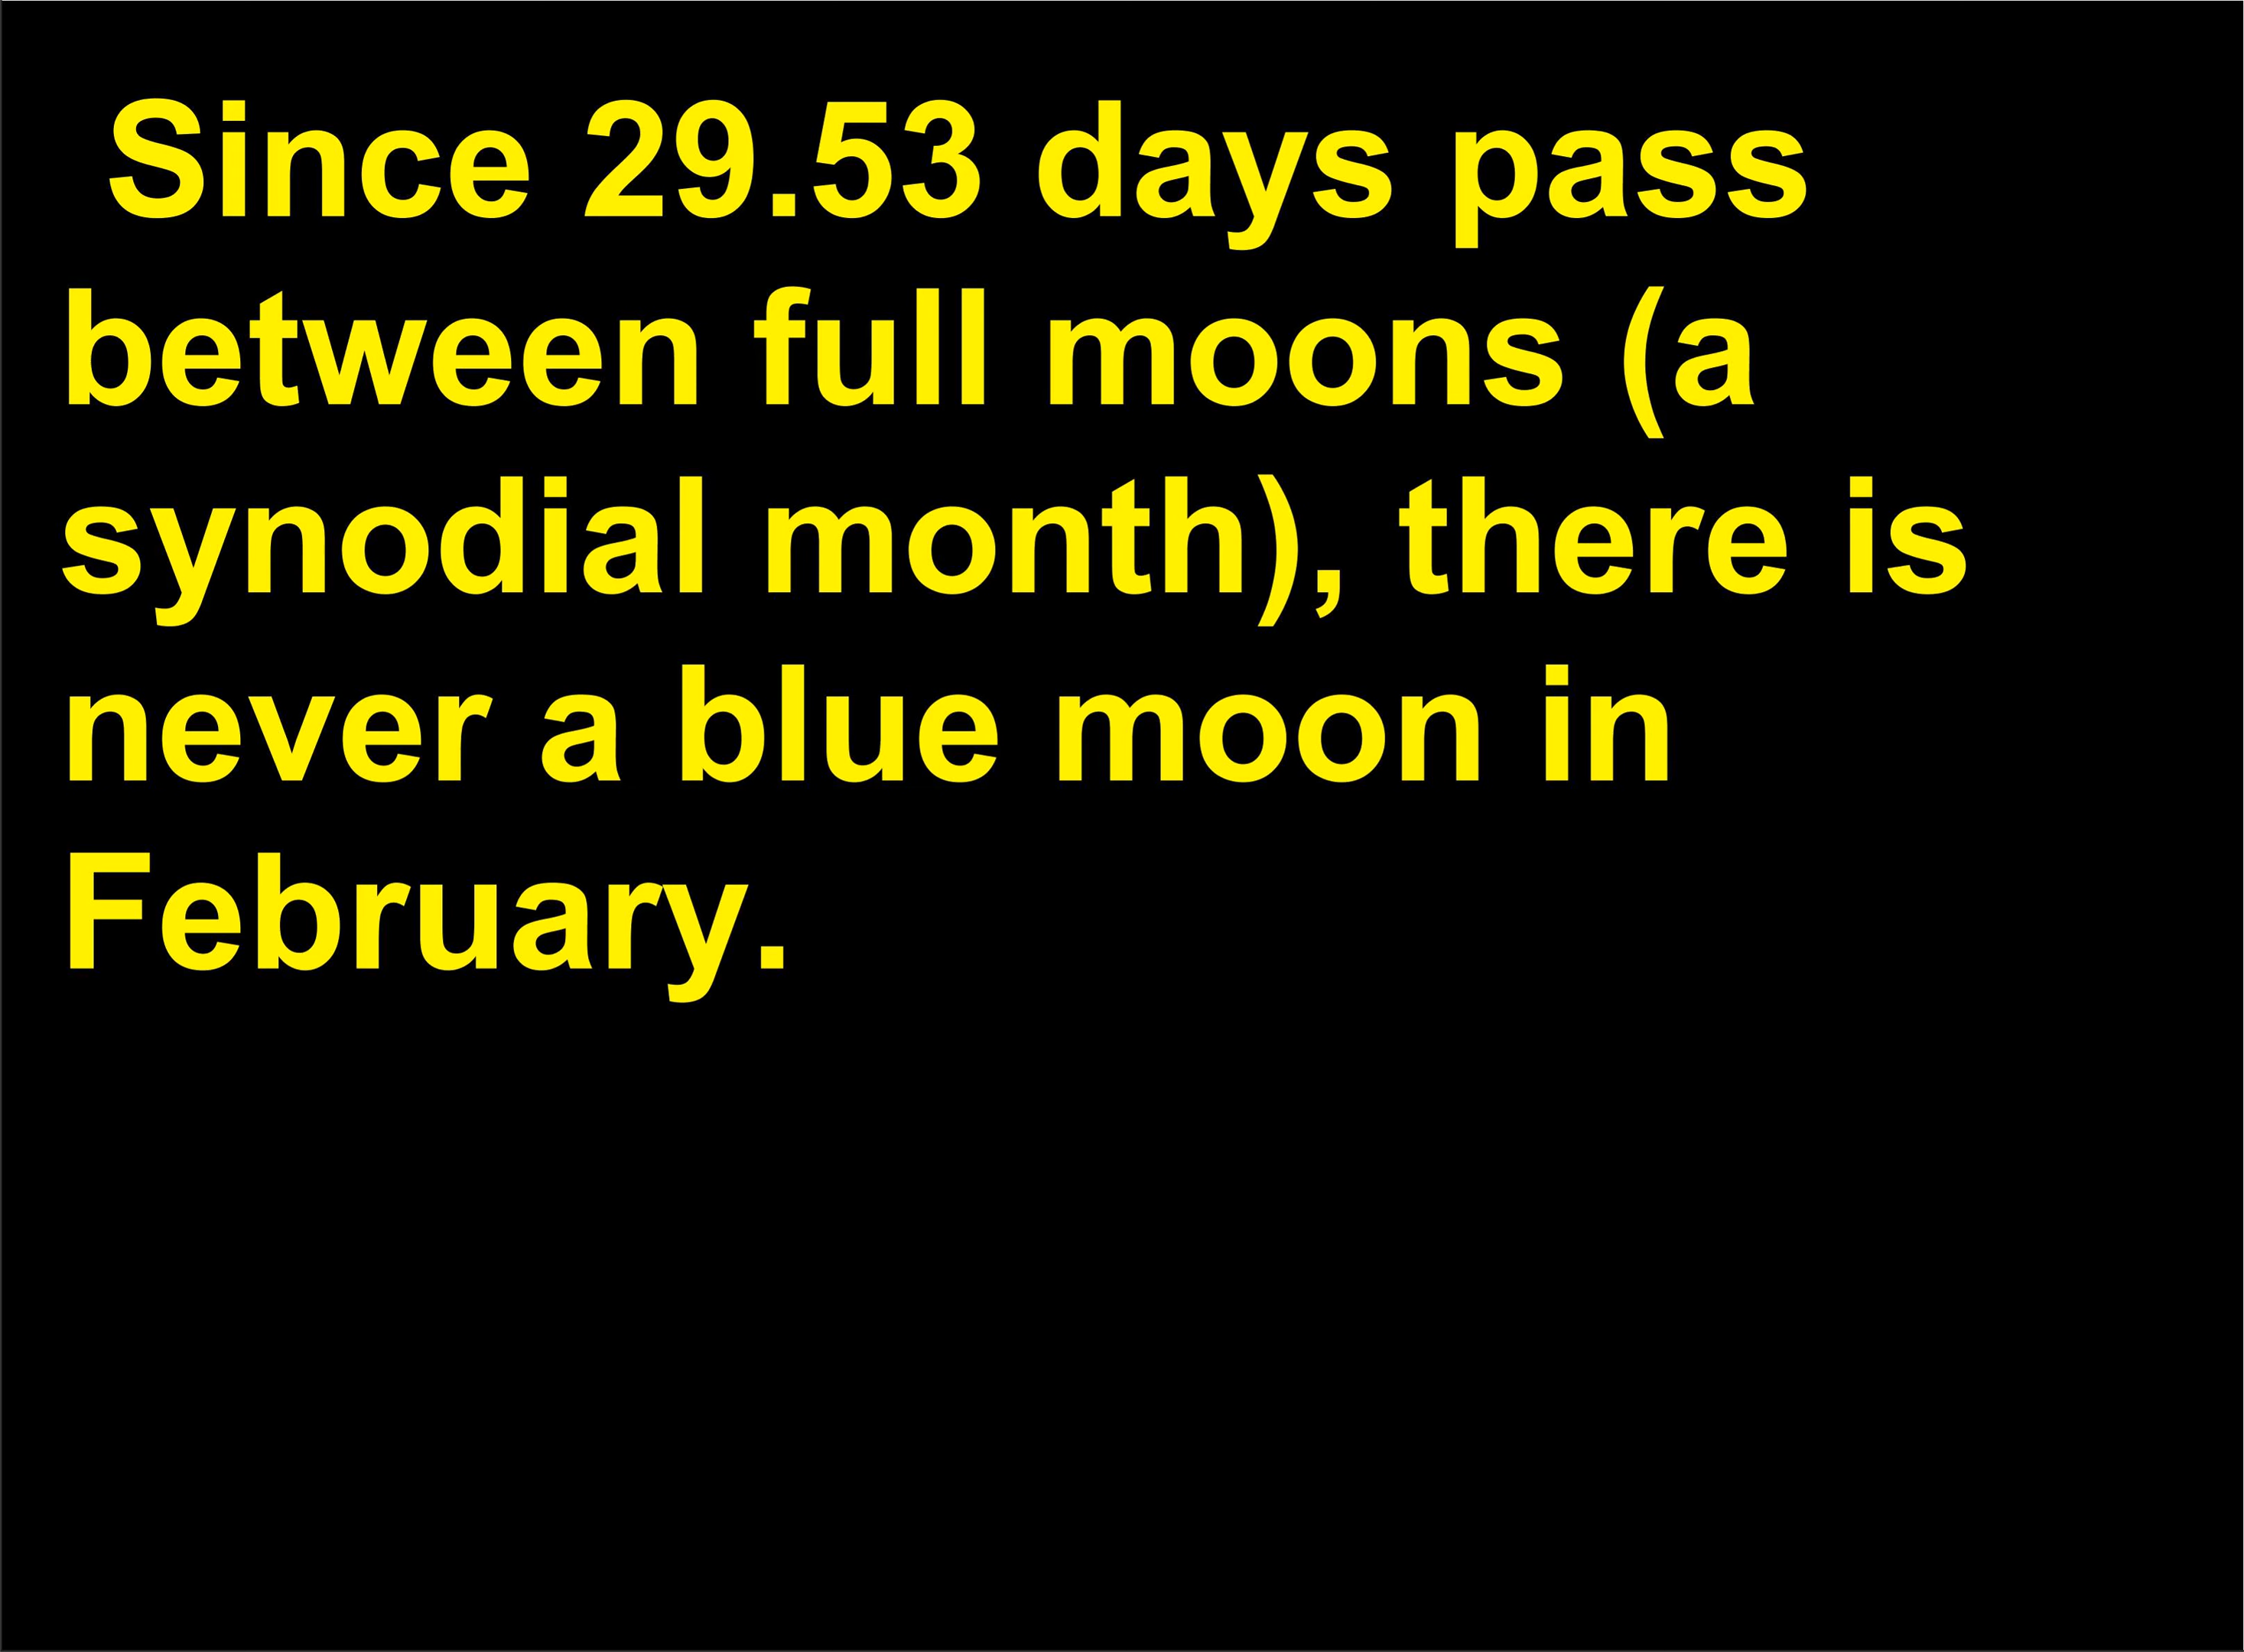 Since 29.53 days pass
between full moons (a
synodial month), there is
never a blue moon in
February.